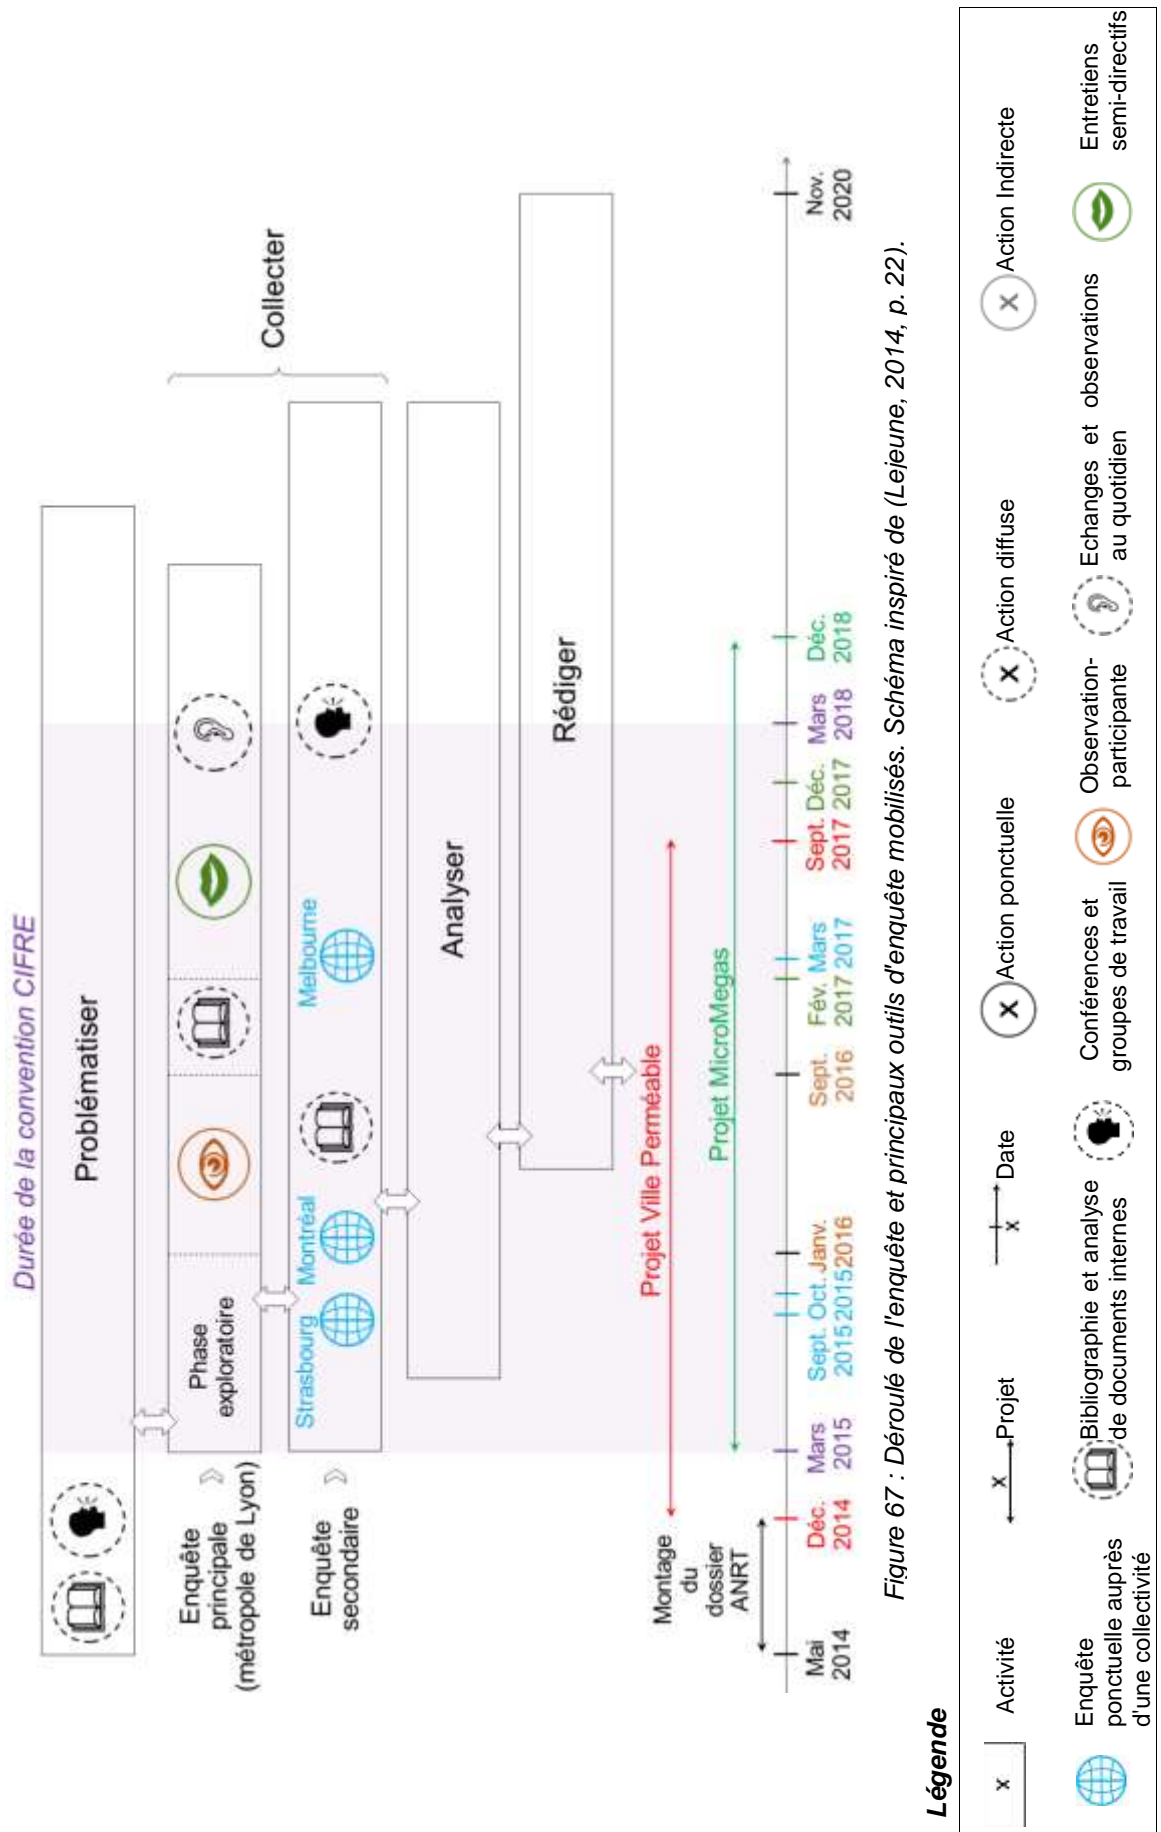 Durée de la convention CIFRE
Problématiser
Enquête
principale
(métropole de Lyon)
Phase
exploratoire
Collecter
Enquête
secondaire
Strasbourg
Montréal
Melbourne
Analyser
Rédiger
Montage
du
dossier
ANRT
Projet Ville Perméable
Projet MicroMegas
Mai
2014
Déc.
2014
Mars
2015
Sept.
2015
Oct.
2015
Janv.
2016
Sept.
2016
Fév.
2017
Mars
2017
Sept.
2017
Déc.
2017
Mars
2018
Déc.
2018
Nov.
2020
Figure 67 : Déroulé de l'enquête et principaux outils d'enquête mobilisés. Schéma inspiré de (Lejeune, 2014, p. 22).
Légende
x Activité
x Projet
x Date
x Action ponctuelle
x Action diffuse
x Action Indirecte
Enquête
ponctuelle auprès
d'une collectivité
Bibliographie et analyse
de documents internes
Conférences et
groupes de travail
Observation-
participante
Echanges et observations
au quotidien
Entretiens
semi-directifs